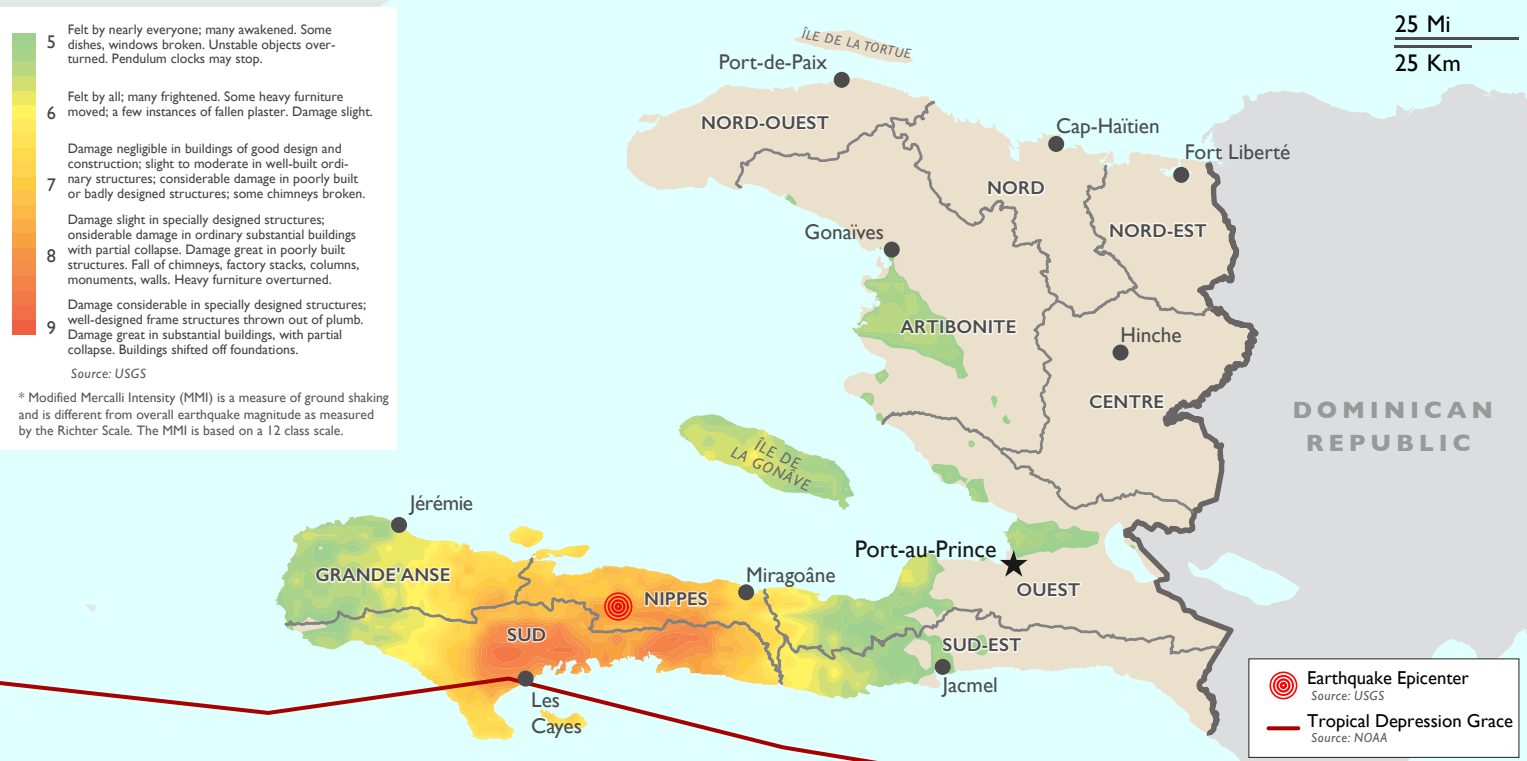 5
Felt by nearly everyone; many awakened. Some
dishes, windows broken. Unstable objects over-
turned. Pendulum clocks may stop.
6
Felt by all; many frightened. Some heavy furniture
moved; a few instances of fallen plaster. Damage slight.
7
Damage negligible in buildings of good design and
construction; slight to moderate in well-built ordi-
nary structures; considerable damage in poorly built
or badly designed structures; some chimneys broken.
8
Damage slight in specially designed structures;
onsiderable damage in ordinary substantial buildings
with partial collapse. Damage great in poorly built
structures. Fall of chimneys, factory stacks, columns,
monuments, walls. Heavy furniture overturned.
9
Damage considerable in specially designed structures;
well-designed frame structures thrown out of plumb.
Damage great in substantial buildings, with partial
collapse. Buildings shifted off foundations.
Source: USGS
* Modified Mercalli Intensity (MMI) is a measure of ground shaking
and is different from overall earthquake magnitude as measured
by the Richter Scale. The MMI is based on a 12 class scale.
25 Mi
25 Km
ÎLE DE LA TORTUE
Port-de-Paix
NORD-OUEST
Cap-Haïtien
Fort Liberté
NORD
NORD-EST
Gonaïves
ARTIBONITE
Hinche
CENTRE
DOMINICAN
REPUBLIC
ÎLE DE
LA GONÂVE
Jérémie
Port-au-Prince
GRANDE'ANSE
Miragoâne
NIPPES
OUEST
SUD
SUD-EST
Jacmel
Les
Cayes
Earthquake Epicenter
Source: USGS
Tropical Depression Grace
Source: NOAA